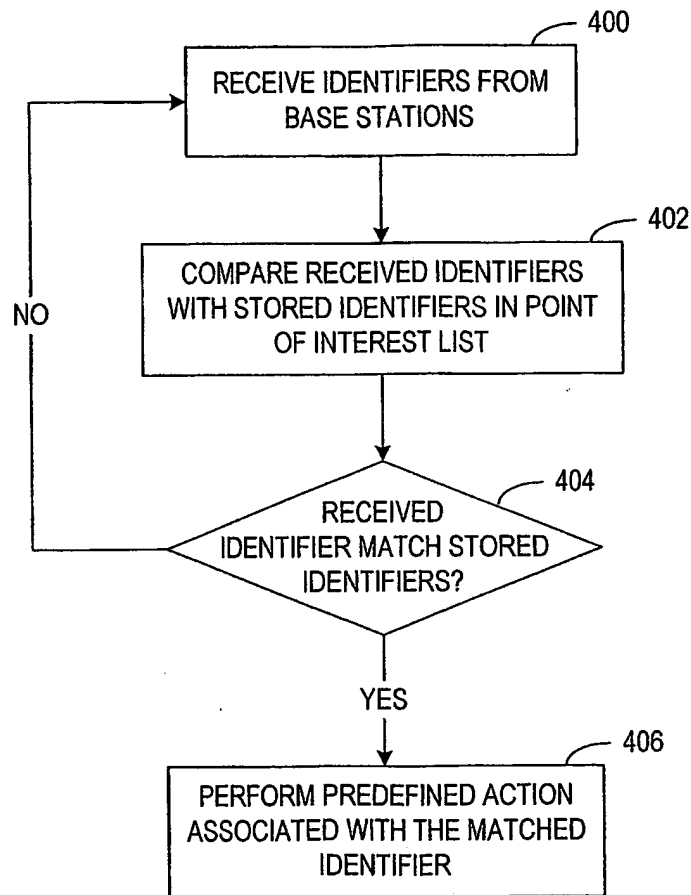 400
RECEIVE IDENTIFIERS FROM
BASE STATIONS
402
COMPARE RECEIVED IDENTIFIERS
WITH STORED IDENTIFIERS IN POINT
OF INTEREST LIST
NO
404
RECEIVED
IDENTIFIER MATCH STORED
IDENTIFIERS?
YES
406
PERFORM PREDEFINED ACTION
ASSOCIATED WITH THE MATCHED
IDENTIFIER